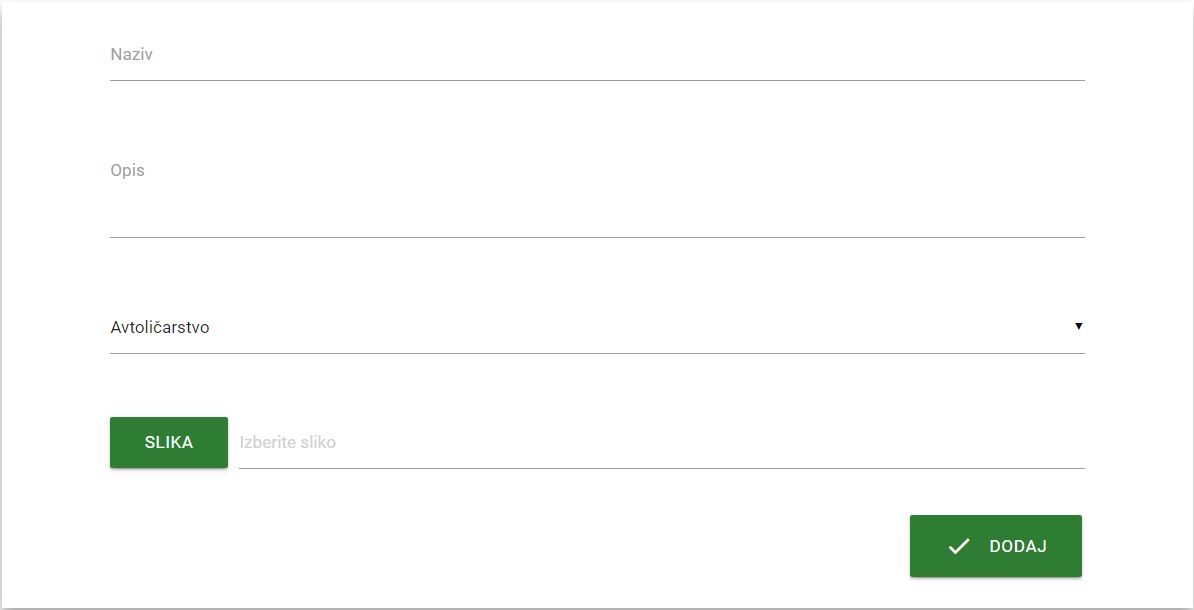 Naziv
Opis
Avtoličarstvo
SLIKA Izberite sliko
DODAJ